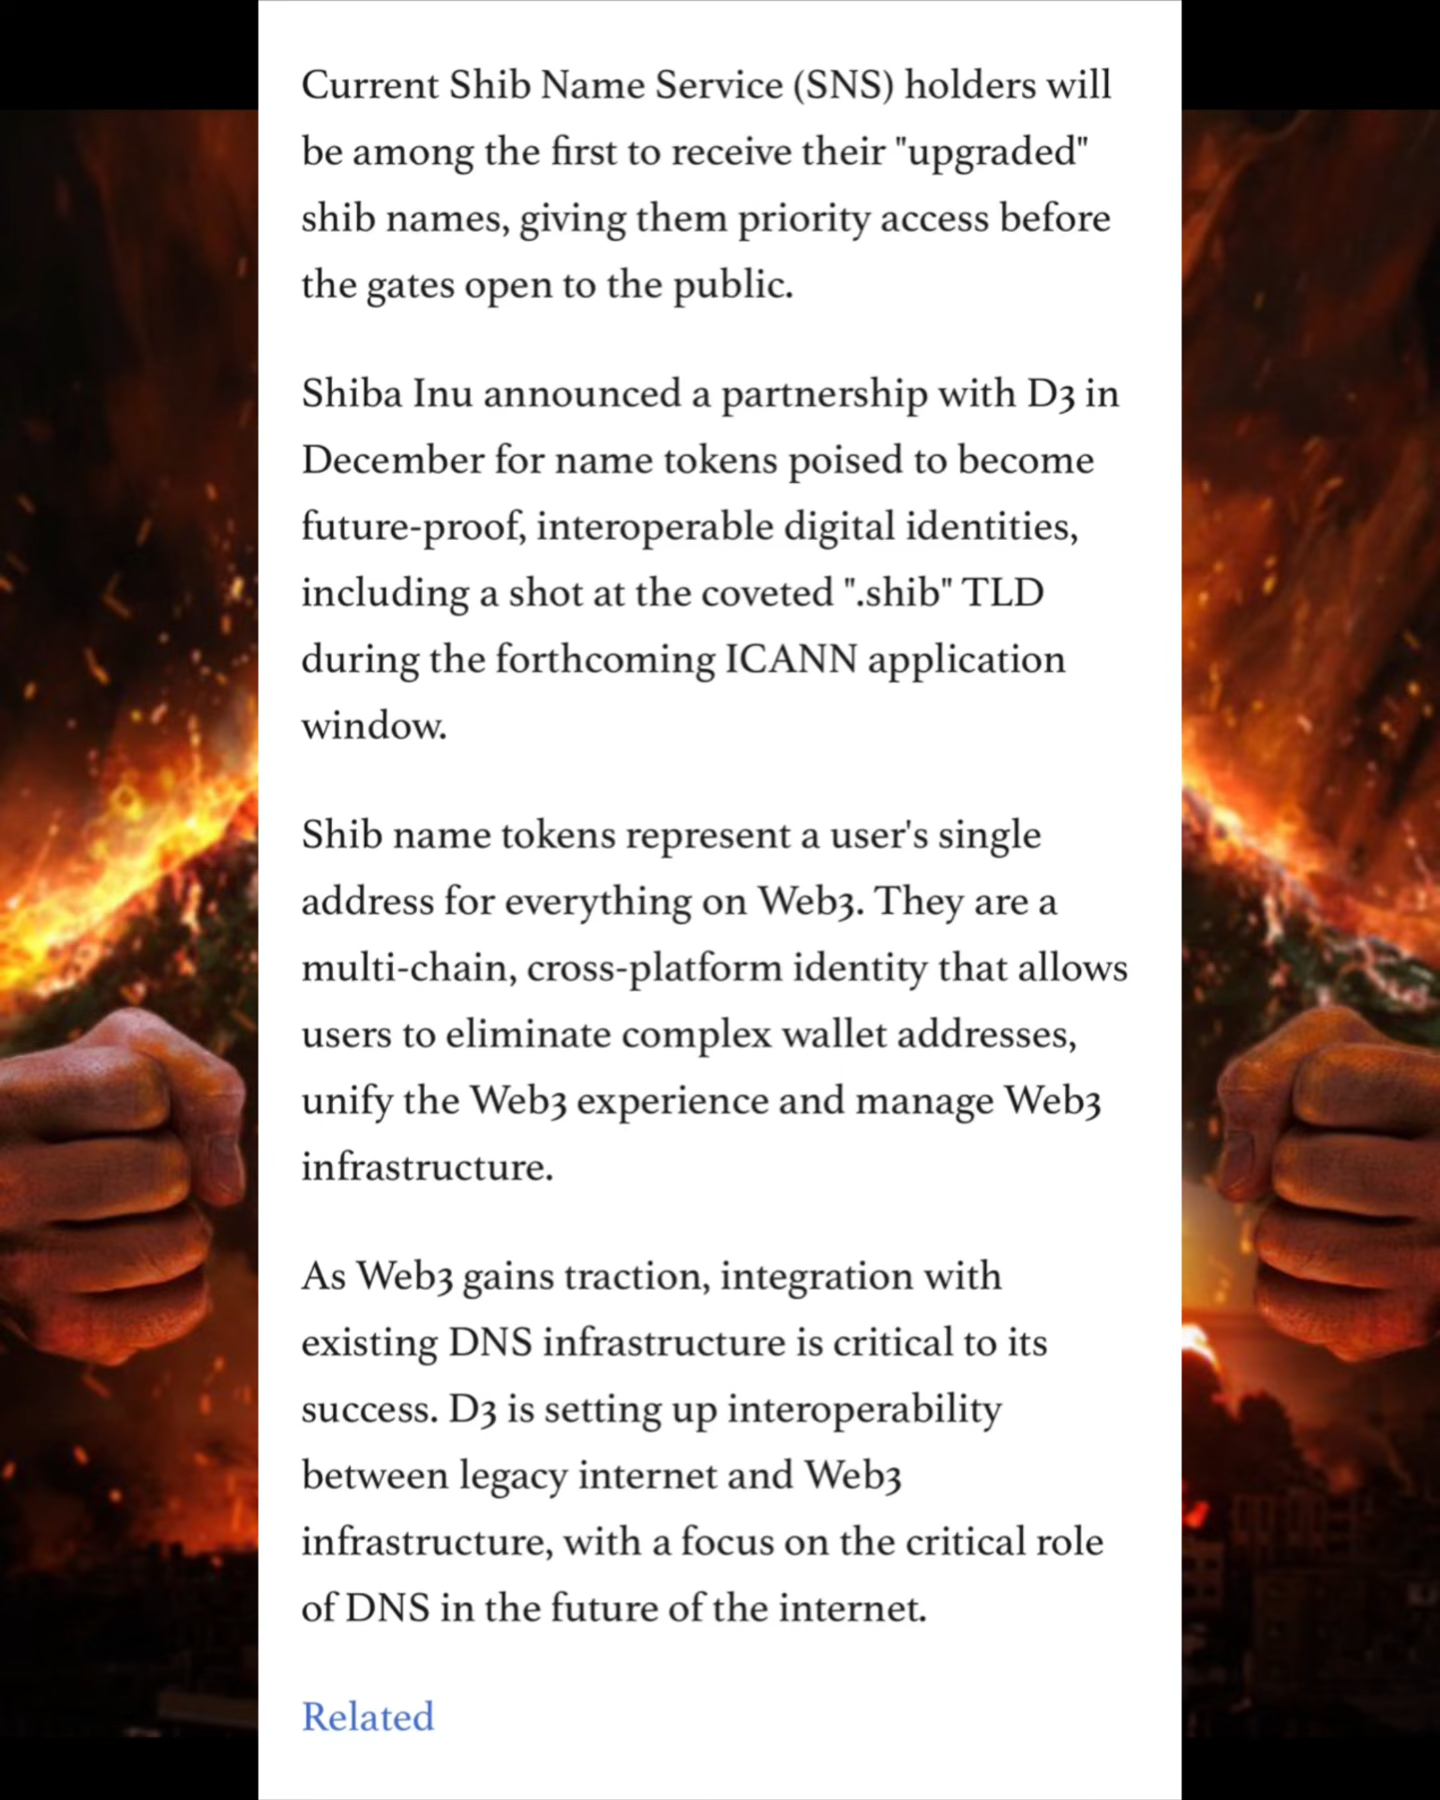 Current Shib Name Service (SNS) holders will
be among the first to receive their "upgraded"
shib names, giving them priority access before
the gates open to the public.
Shiba Inu announced a partnership with D3 in
December for name tokens poised to become
future-proof, interoperable digital identities,
including a shot at the coveted ".shib" TLD
during the forthcoming ICANN application
window.
Shib name tokens represent a user's single
address for everything on Web3. They are a
multi-chain, cross-platform identity that allows
users to eliminate complex wallet addresses,
unify the Web3 experience and manage Web3
infrastructure.
As Web3 gains traction, integration with
existing DNS infrastructure is critical to its
success. D3 is setting up interoperability
between legacy internet and Web3
infrastructure, with a focus on the critical role
of DNS in the future of the internet.
Related